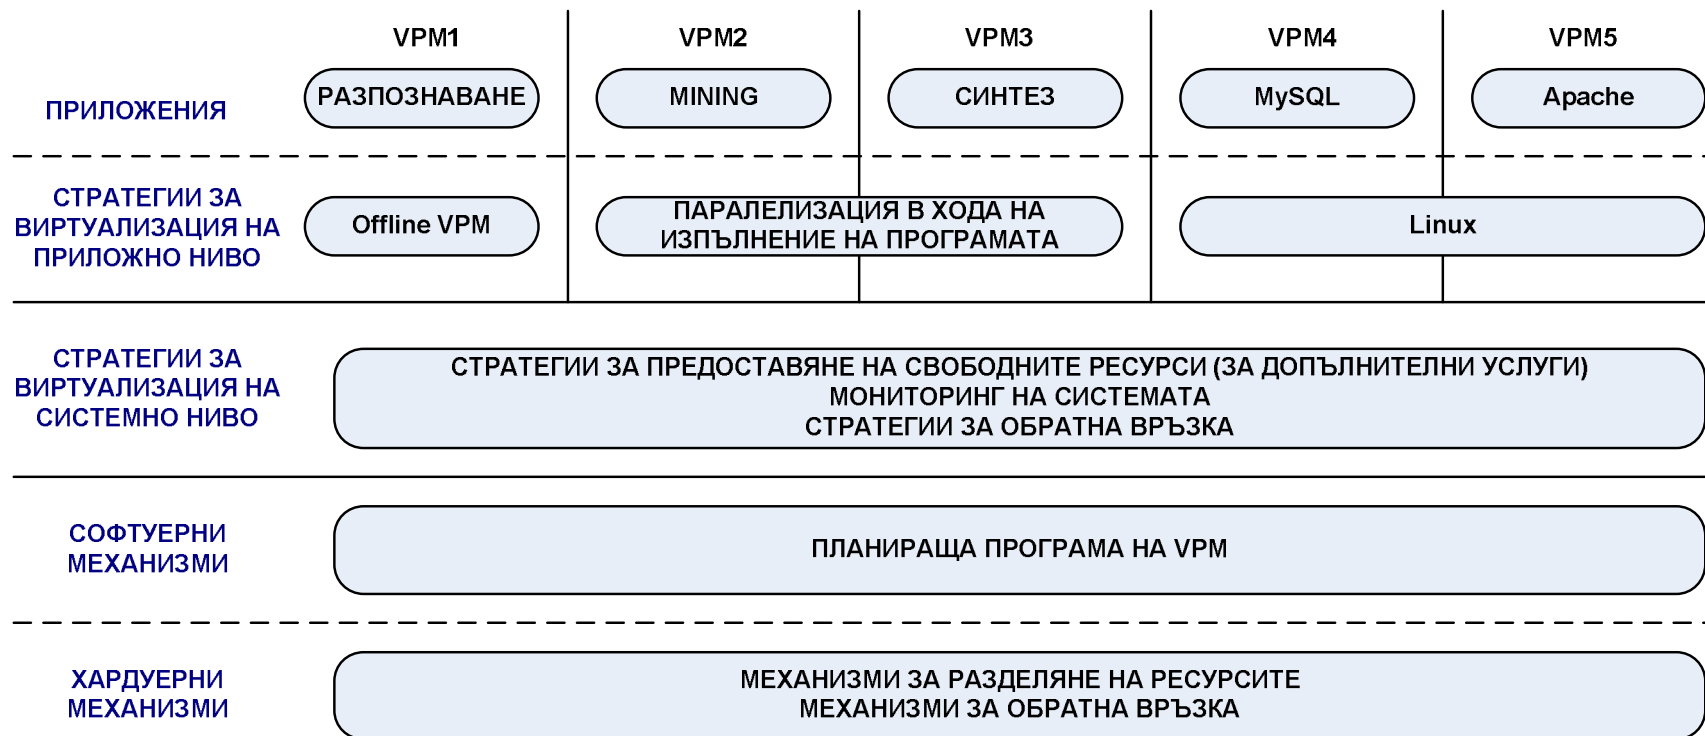 VPM1
VPM2
VPM3
VPM4
VPM5
ПРИЛОЖЕНИЯ
РАЗПОЗНАВАНЕ
MINING
СИНТЕЗ
MySQL
Apache
СТРАТЕГИИ ЗА
ВИРТУАЛИЗАЦИЯ НА
ПРИЛОЖНО НИВО
Offline VPM
ПАРАЛЕЛИЗАЦИЯ В ХОДА НА
ИЗПЪЛНЕНИЕ НА ПРОГРАМАТА
Linux
СТРАТЕГИИ ЗА
ВИРТУАЛИЗАЦИЯ НА
СИСТЕМНО НИВО
СТРАТЕГИИ ЗА ПРЕДОСТАВЯНЕ НА СВОБОДНИТЕ РЕСУРСИ (ЗА ДОПЪЛНИТЕЛНИ УСЛУГИ)
МОНИТОРИНГ НА СИСТЕМАТА
СТРАТЕГИИ ЗА ОБРАТНА ВРЪЗКА
СОФТУЕРНИ
МЕХАНИЗМИ
ПЛАНИРАЩА ПРОГРАМА НА VPM
ХАРДУЕРНИ
МЕХАНИЗМИ
МЕХАНИЗМИ ЗА РАЗДЕЛЯНЕ НА РЕСУРСИТЕ
МЕХАНИЗМИ ЗА ОБРАТНА ВРЪЗКА